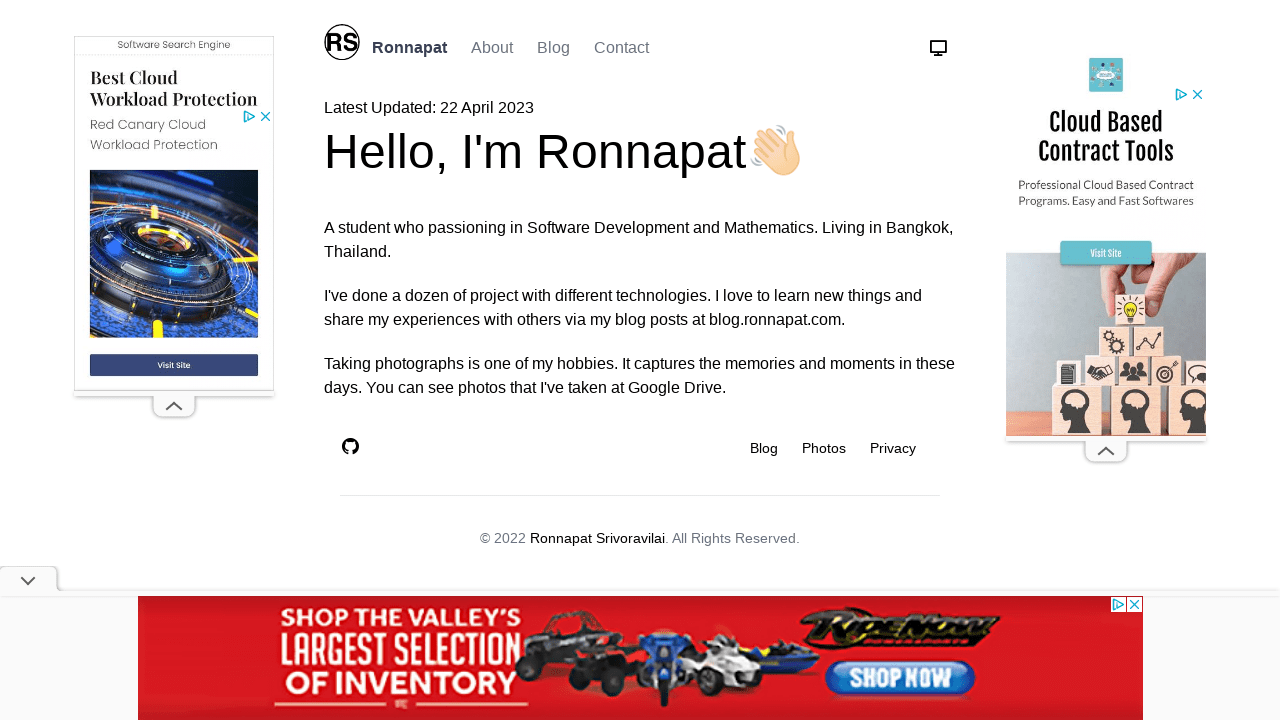 RS
Ronnapat
About
Blog
Contact
Latest Updated: 22 April 2023
Hello, I'm Ronnapat👋🏻
A student who passioning in Software Development and Mathematics. Living in Bangkok,
Thailand.
I've done a dozen of project with different technologies. I love to learn new things and
share my experiences with others via my blog posts at blog.ronnapat.com.
Taking photographs is one of my hobbies. It captures the memories and moments in these
days. You can see photos that I've taken at Google Drive.
Blog
Photos
Privacy
© 2022 Ronnapat Srivoravilai. All Rights Reserved.
Software Search Engine
Best Cloud
Workload Protection
Red Canary Cloud
Workload Protection
Visit Site
Cloud Based
Contract Tools
Professional Cloud Based Contract
Programs. Easy and Fast Softwares
Visit Site
SHOP THE VALLEY'S
LARGEST SELECTION
OF INVENTORY
RIDENOW
SHOP NOW